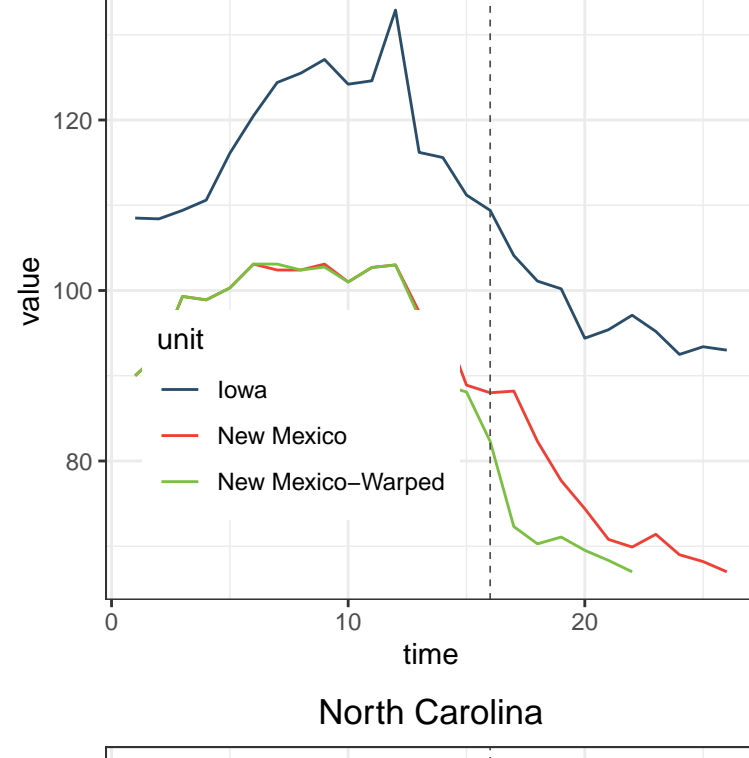 120
100
80
value
unit
Iowa
New Mexico
New Mexico–Warped
0 10 20
time
North Carolina